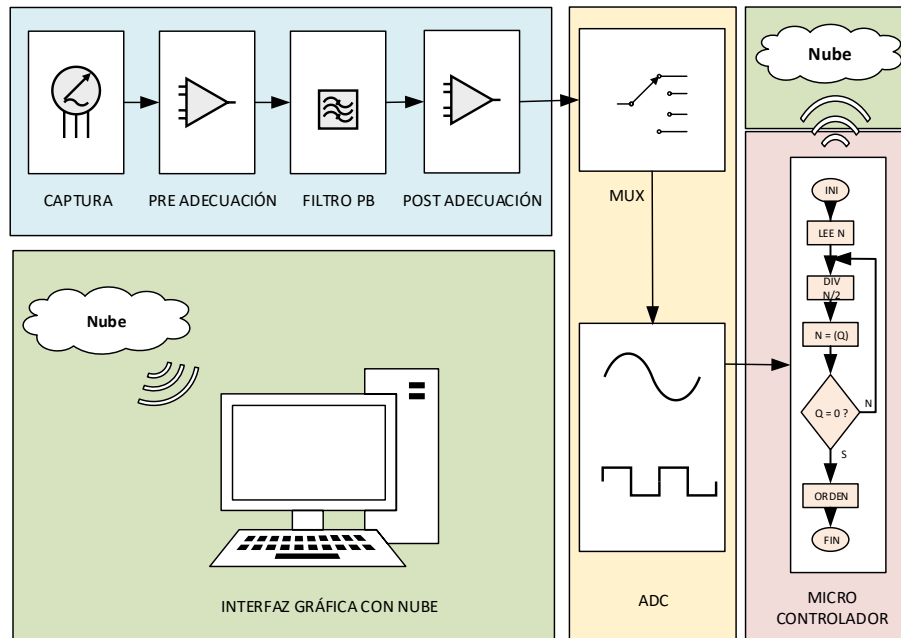 CAPTURA
PRE ADECUACIÓN
FILTRO PB
POST ADECUACIÓN
MUX
Nube
INI
LEE N
DIV
N/2
N = (Q)
Q = 0 ?
N
S
ORDEN
FIN
MICRO
CONTROLADOR
ADC
Nube
INTERFAZ GRÁFICA CON NUBE